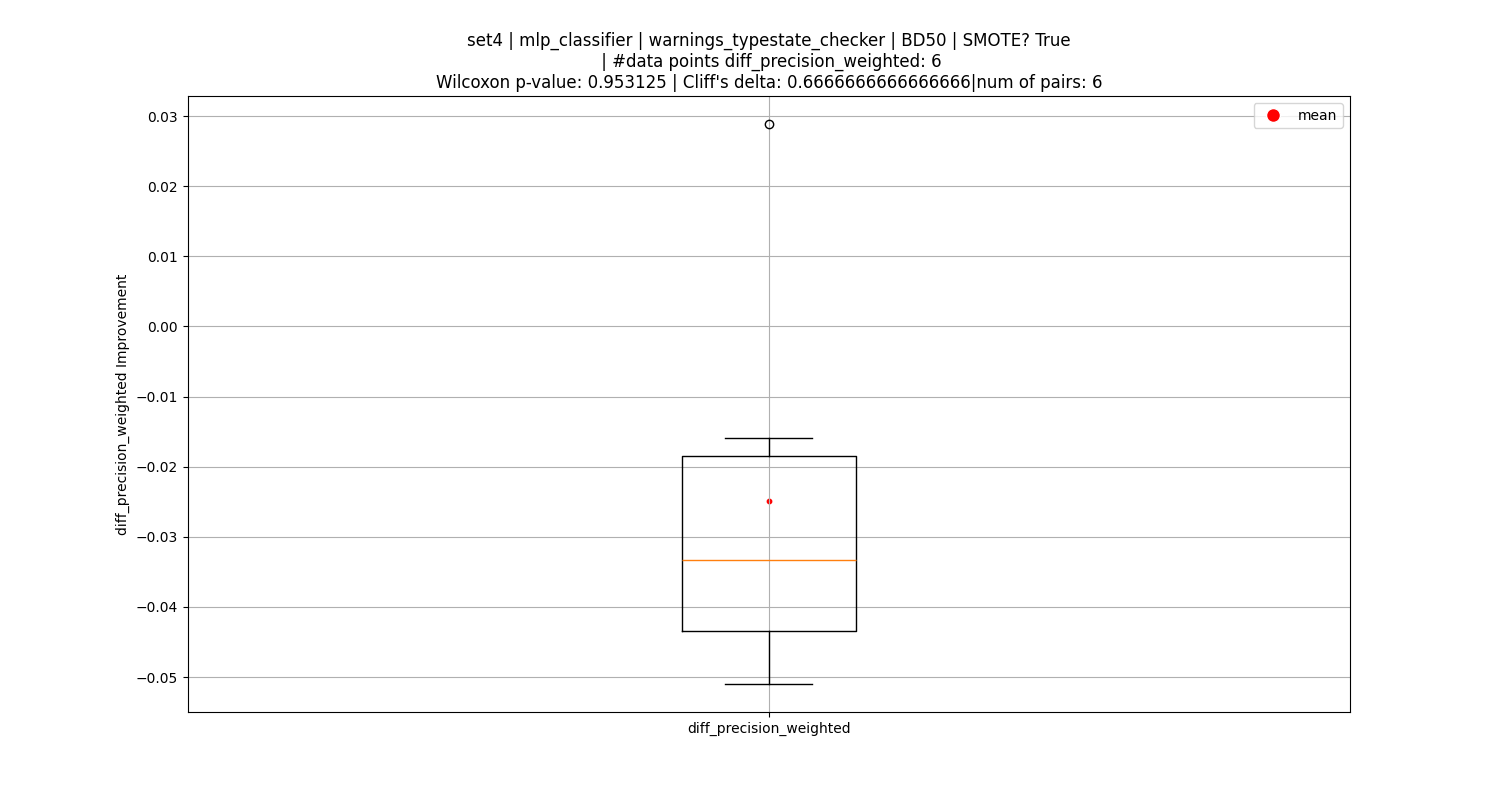 set4 | mlp_classifier | warnings_typestate_checker | BD50 | SMOTE? True
| #data points diff_precision_weighted: 6
Wilcoxon p-value: 0.953125 | Cliff's delta: 0.6666666666666666|num of pairs: 6
mean
0.03
0.02
0.01
0.00
−0.01
−0.02
−0.03
−0.04
−0.05
diff_precision_weighted Improvement
diff_precision_weighted